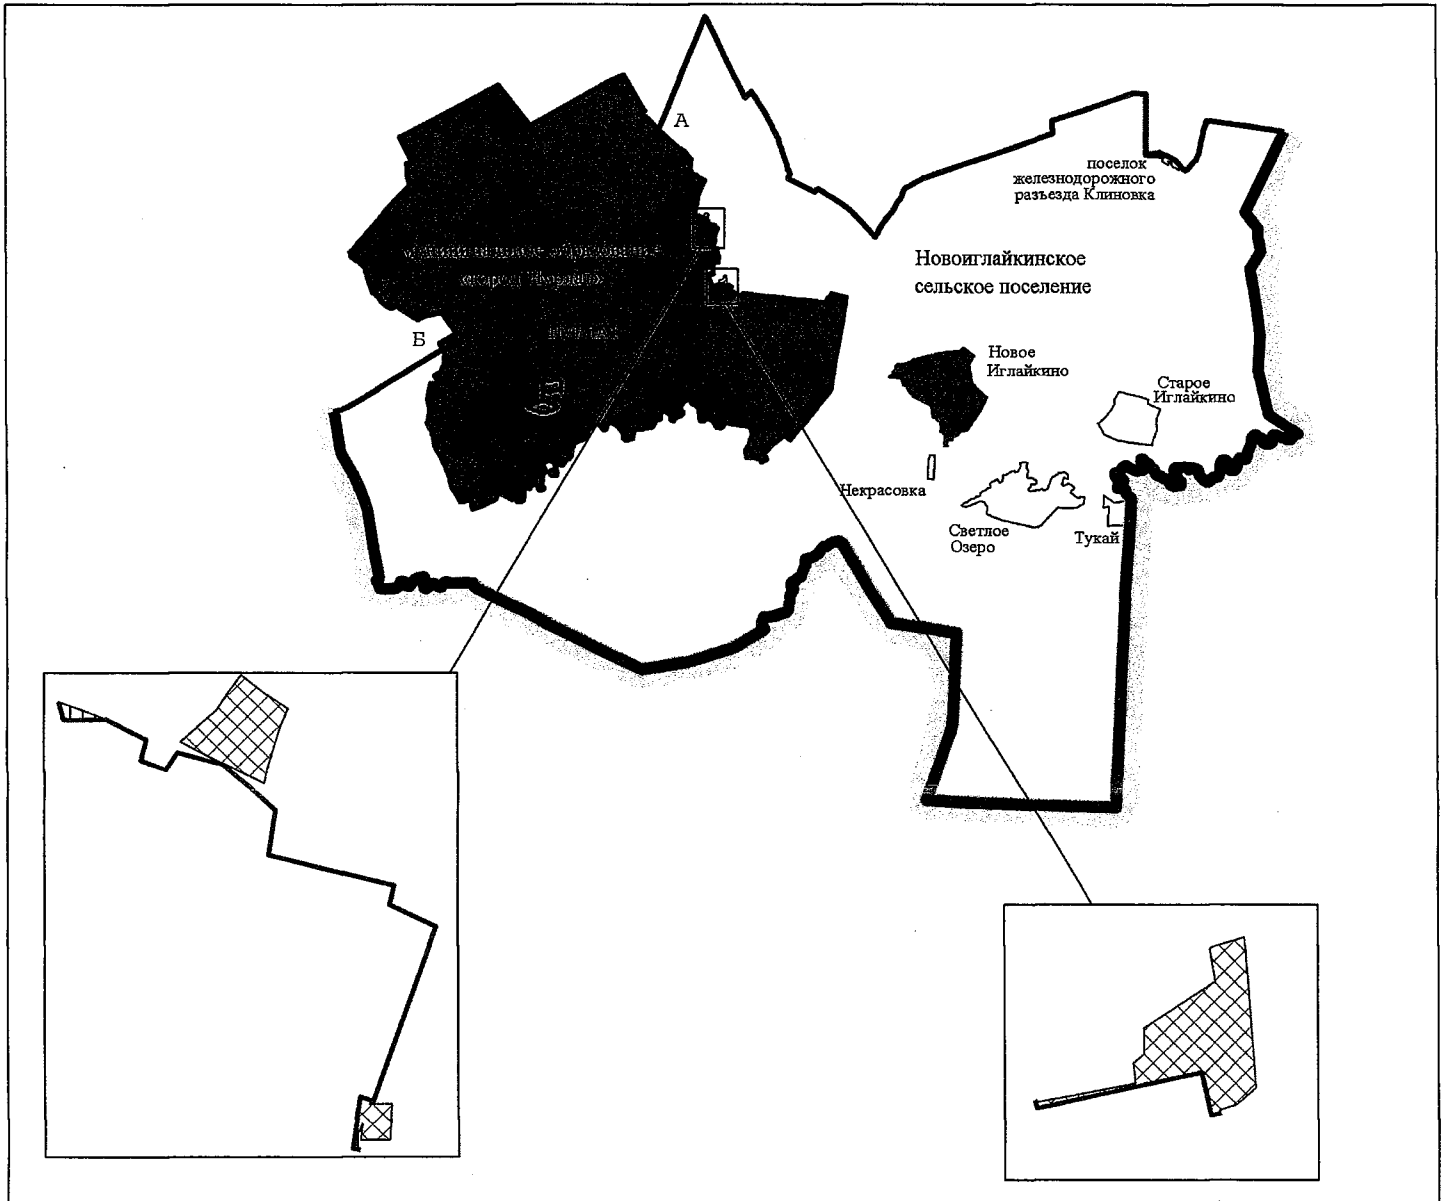 А
поселок
железнодорожного
разъезда Клиновка
Новоиглайкинское
сельское поселение
Б
Новое
Иглайкино
Старое
Иглайкино
Некрасовка
Светлое
Озеро
Тукай